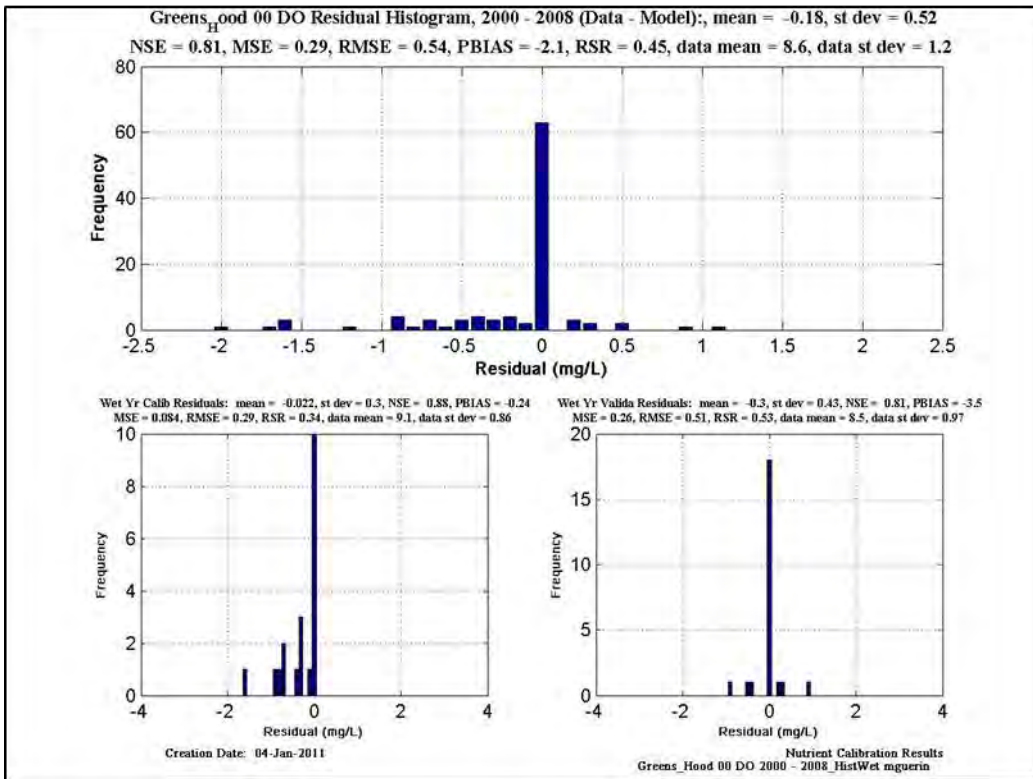 Greens_Hood 00 DO Residual Histogram, 2000 - 2008 (Data - Model):, mean = -0.18, st dev = 0.52
NSE = 0.81, MSE = 0.29, RMSE = 0.54, PBIAS = -2.1, RSR = 0.45, data mean = 8.6, data st dev = 1.2
80
60
40
20
0
Frequency
-2.5 -2 -1.5 -1 -0.5 0 0.5 1 1.5 2 2.5
Residual (mg/L)
Wet Yr Calib Residuals: mean = -0.022, st dev = 0.3, NSE = 0.88, PBIAS = -0.24
MSE = 0.084, RMSE = 0.29, RSR = 0.34, data mean = 9.1, data st dev = 0.86
10
8
6
4
2
0
Frequency
-4 -2 0 2 4
Residual (mg/L)
Wet Yr Valida Residuals: mean = -0.3, st dev = 0.43, NSE = 0.81, PBIAS = -3.5
MSE = 0.26, RMSE = 0.51, RSR = 0.53, data mean = 8.5, data st dev = 0.97
20
15
10
5
0
Frequency
-4 -2 0 2 4
Residual (mg/L)
Creation Date: 04-Jan-2011
Nutrient Calibration Results
Greens_Hood 00 DO 2000 - 2008_HistWet mguerin